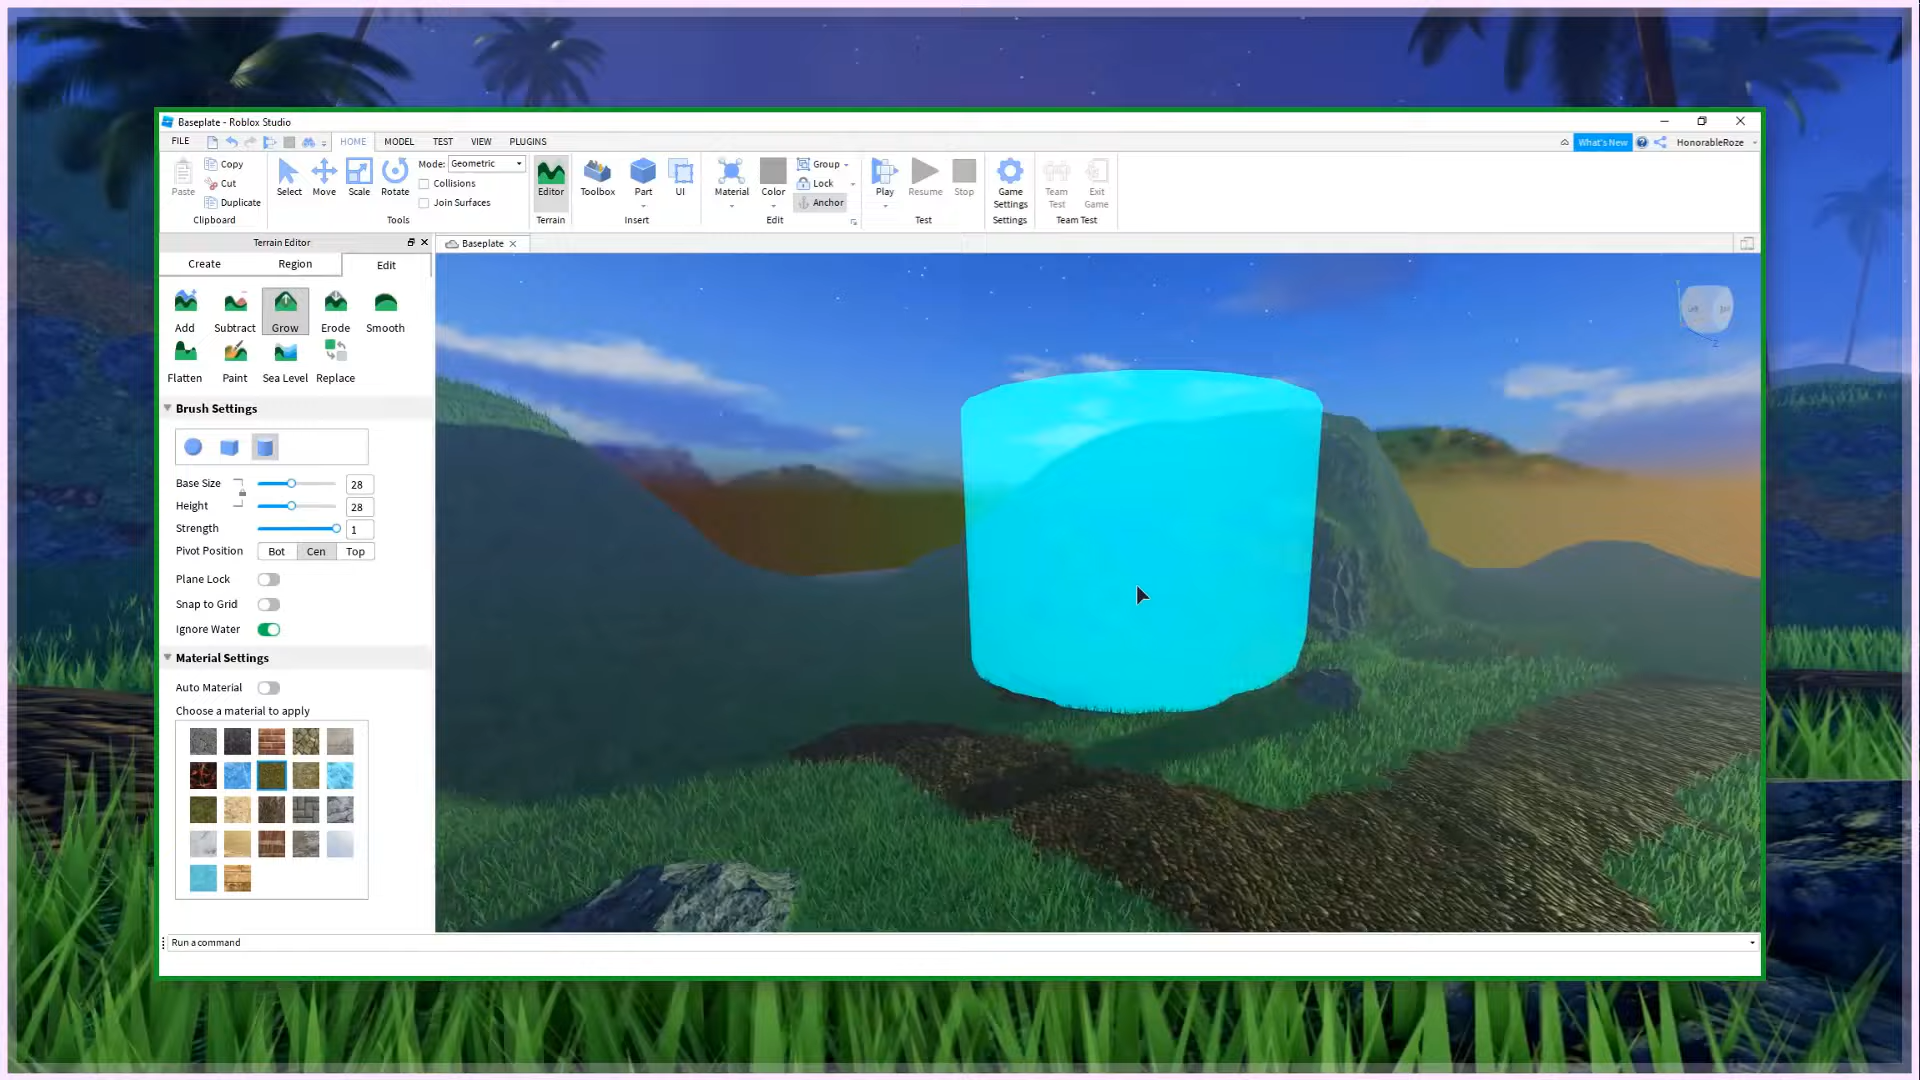 Baseplate - Roblox Studio
FILE HOME MODEL TEST VIEW PLUGINS What's New HonorableRoze
Paste Copy Cut Duplicate
Clipboard
Select Move Scale Rotate
Mode: Geometric
Collisions
Join Surfaces
Tools
Editor
Terrain
Toolbox Part UI
Insert
Material Color
Group
Lock
Anchor
Edit
Play Resume Stop
Test
Game Settings
Settings
Team Test
Exit Game
Team Test
Terrain Editor
Baseplate
Create Region Edit
Add Subtract Grow Erode Smooth
Flatten Paint Sea Level Replace
Brush Settings
Base Size 28
Height 28
Strength 1
Pivot Position Bot Cen Top
Plane Lock
Snap to Grid
Ignore Water
Material Settings
Auto Material
Choose a material to apply
Left
Z
Run a command